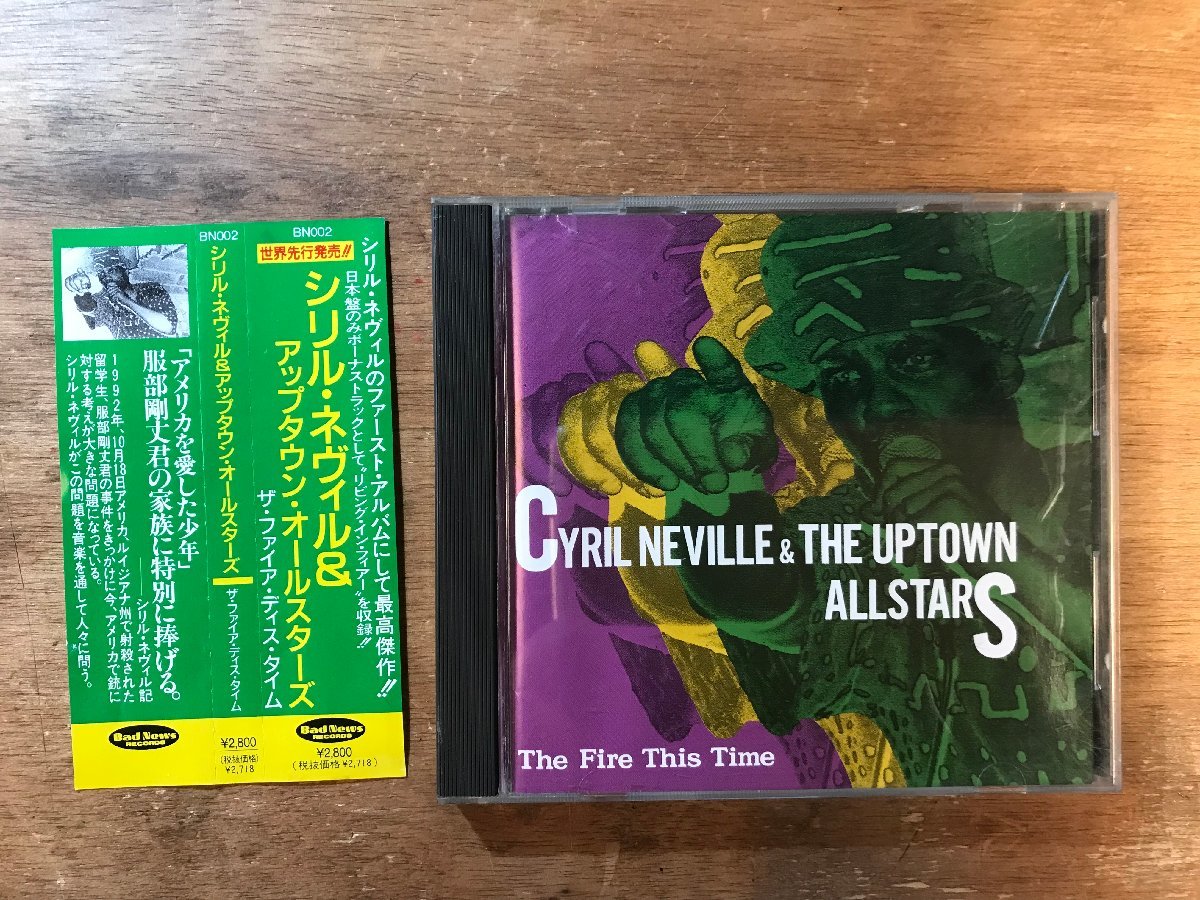 BN002
世界先行発売!!
シリル・ネヴィルのファースト・アルバムにして最高傑作!!
日本盤のみボーナストラックとして“リビング・イン・フィアー”を収録!!
シリル・ネヴィル&
アップタウン・オールスターズ
ザ・ファイア・ディス・タイム
Bad News
RECORDS
¥2,800
(税抜価格 ¥2,718)
BN002
シリル・ネヴィル&アップタウン・オールスターズ
ザ・ファイア・ディス・タイム
¥2,800
(税抜価格)
¥2,718
「アメリカを愛した少年」
服部剛丈君の家族に特別に捧げる。
——シリル・ネヴィル記
1992年、10月18日アメリカ、ルイジアナ州で射殺された
留学生、服部剛丈君の事件をきっかけに今、アメリカで銃に
対する考えが大きな問題になっている。
シリル・ネヴィルがこの問題を音楽を通して人々に問う。
Bad News
RECORDS
CYRIL NEVILLE & THE UPTOWN
ALLSTARS
The Fire This Time